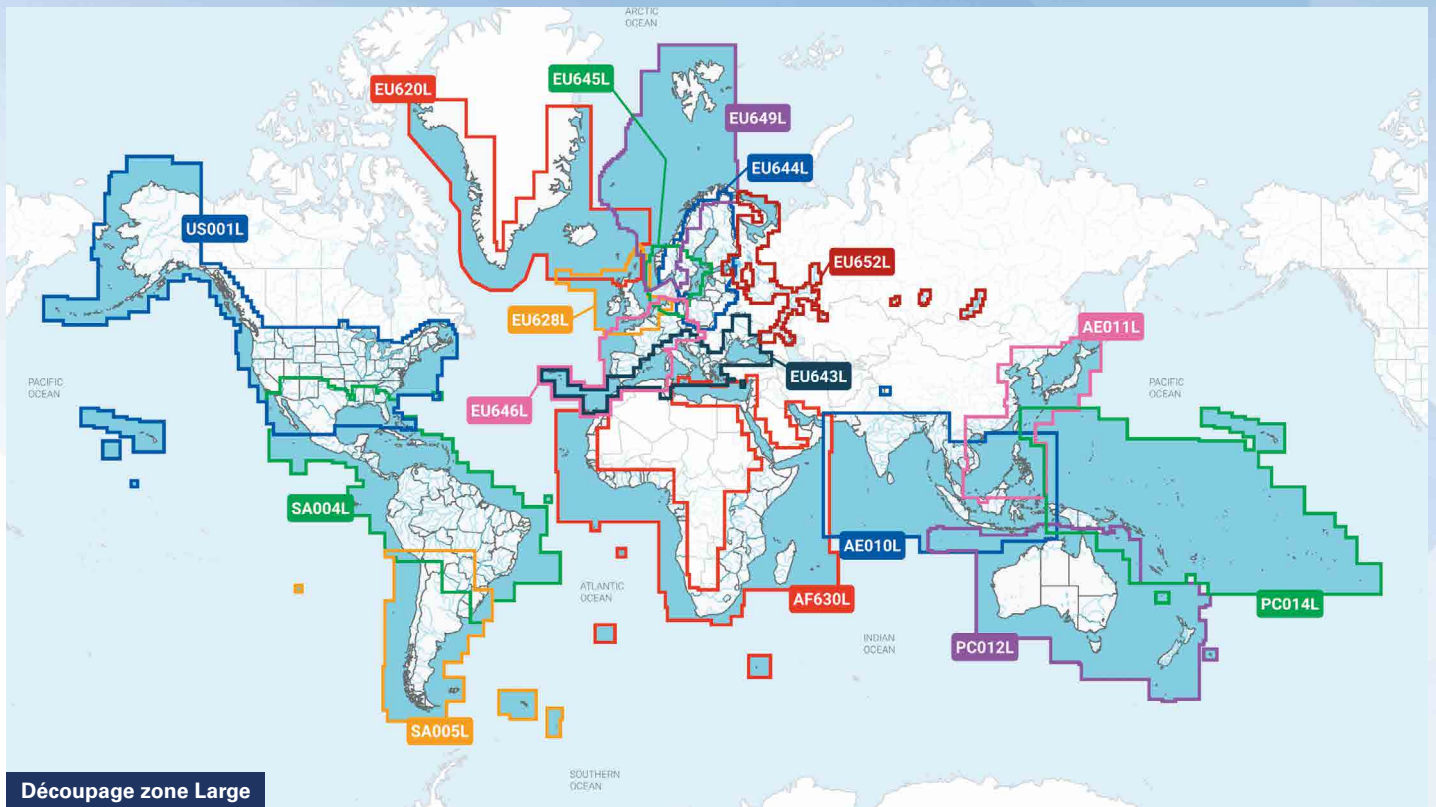 ARCTIC
OCEAN
EU620L
EU645L
EU649L
EU644L
US001L
EU652L
EU628L
AE011L
EU643L
PACIFIC
OCEAN
PACIFIC
OCEAN
EU646L
SA004L
AE010L
ATLANTIC
OCEAN
AF630L
PC014L
INDIAN
OCEAN
PC012L
SA005L
SOUTHERN
OCEAN
Découpage zone Large